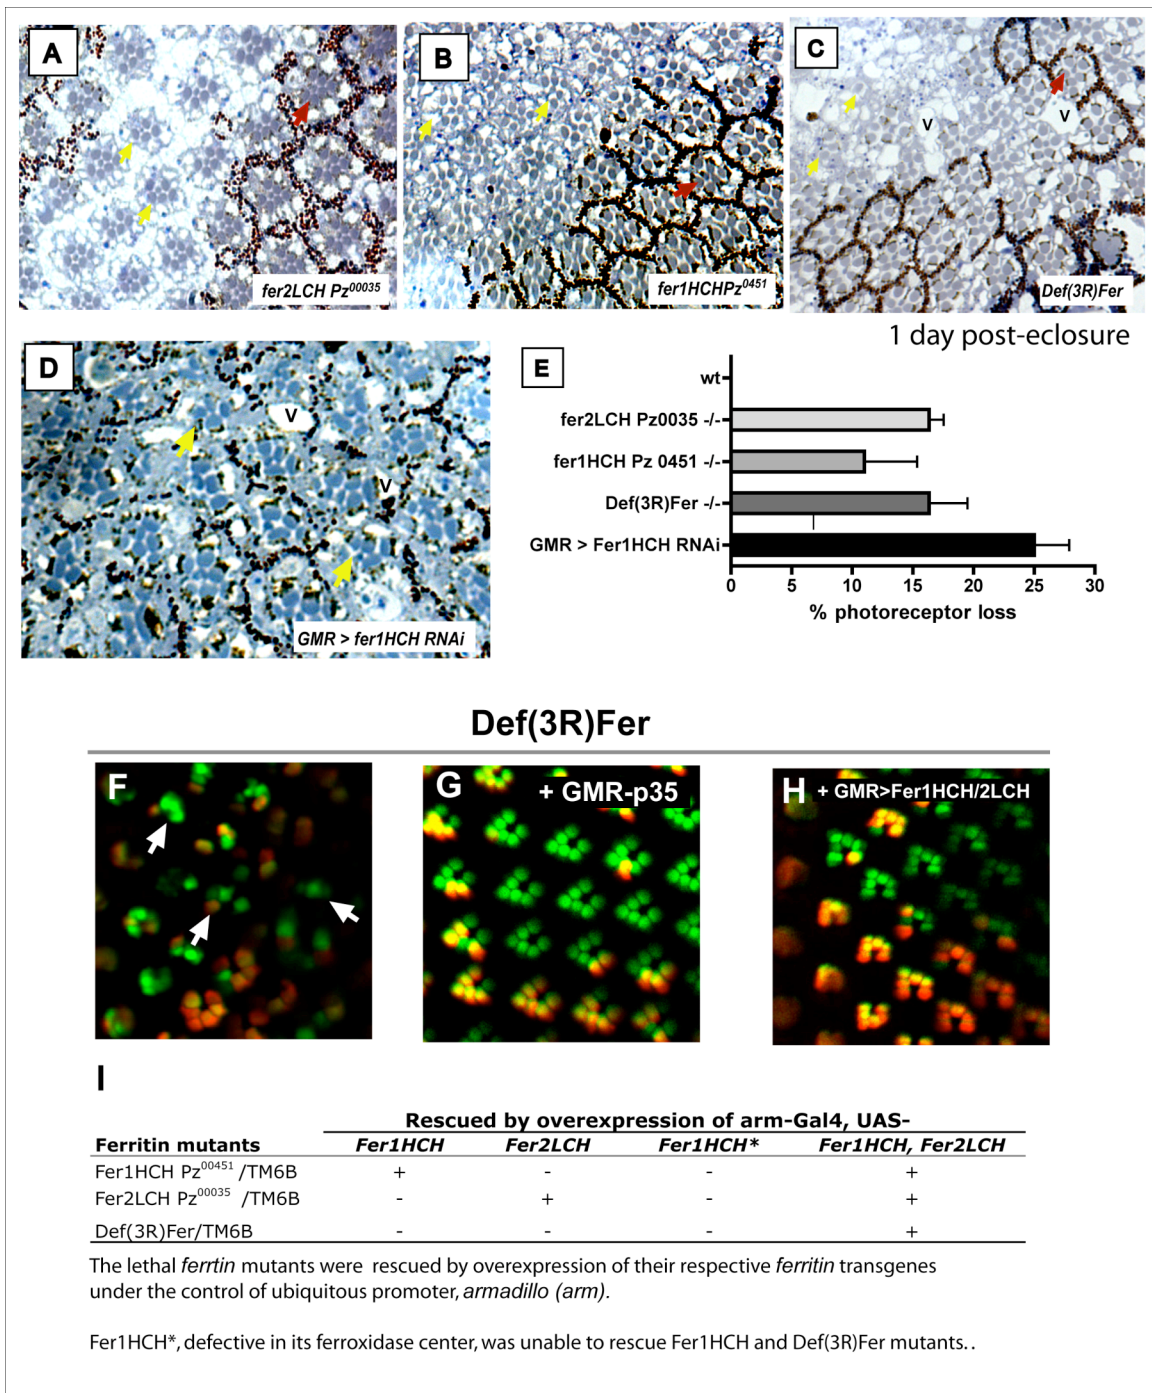 A
B
C
V
V
fer2LCH Pz00035
fer1HCHPz0451
Def(3R)Fer
1 day post-eclosure
D
V
V
GMR > fer1HCH RNAi
E
wt
fer2LCH Pz0035 -/-
fer1HCH Pz 0451 -/-
Def(3R)Fer -/-
GMR > Fer1HCH RNAi
0 5 10 15 20 25 30
% photoreceptor loss
Def(3R)Fer
F
G + GMR-p35
H + GMR>Fer1HCH/2LCH
I
Rescued by overexpression of arm-Gal4, UAS-
Ferritin mutants Fer1HCH Fer2LCH Fer1HCH* Fer1HCH, Fer2LCH
Fer1HCH Pz00451 /TM6B + - - +
Fer2LCH Pz00035 /TM6B - + - +
Def(3R)Fer/TM6B - - - +
The lethal ferrtin mutants were rescued by overexpression of their respective ferritin transgenes
under the control of ubiquitous promoter, armadillo (arm).
Fer1HCH*, defective in its ferroxidase center, was unable to rescue Fer1HCH and Def(3R)Fer mutants..